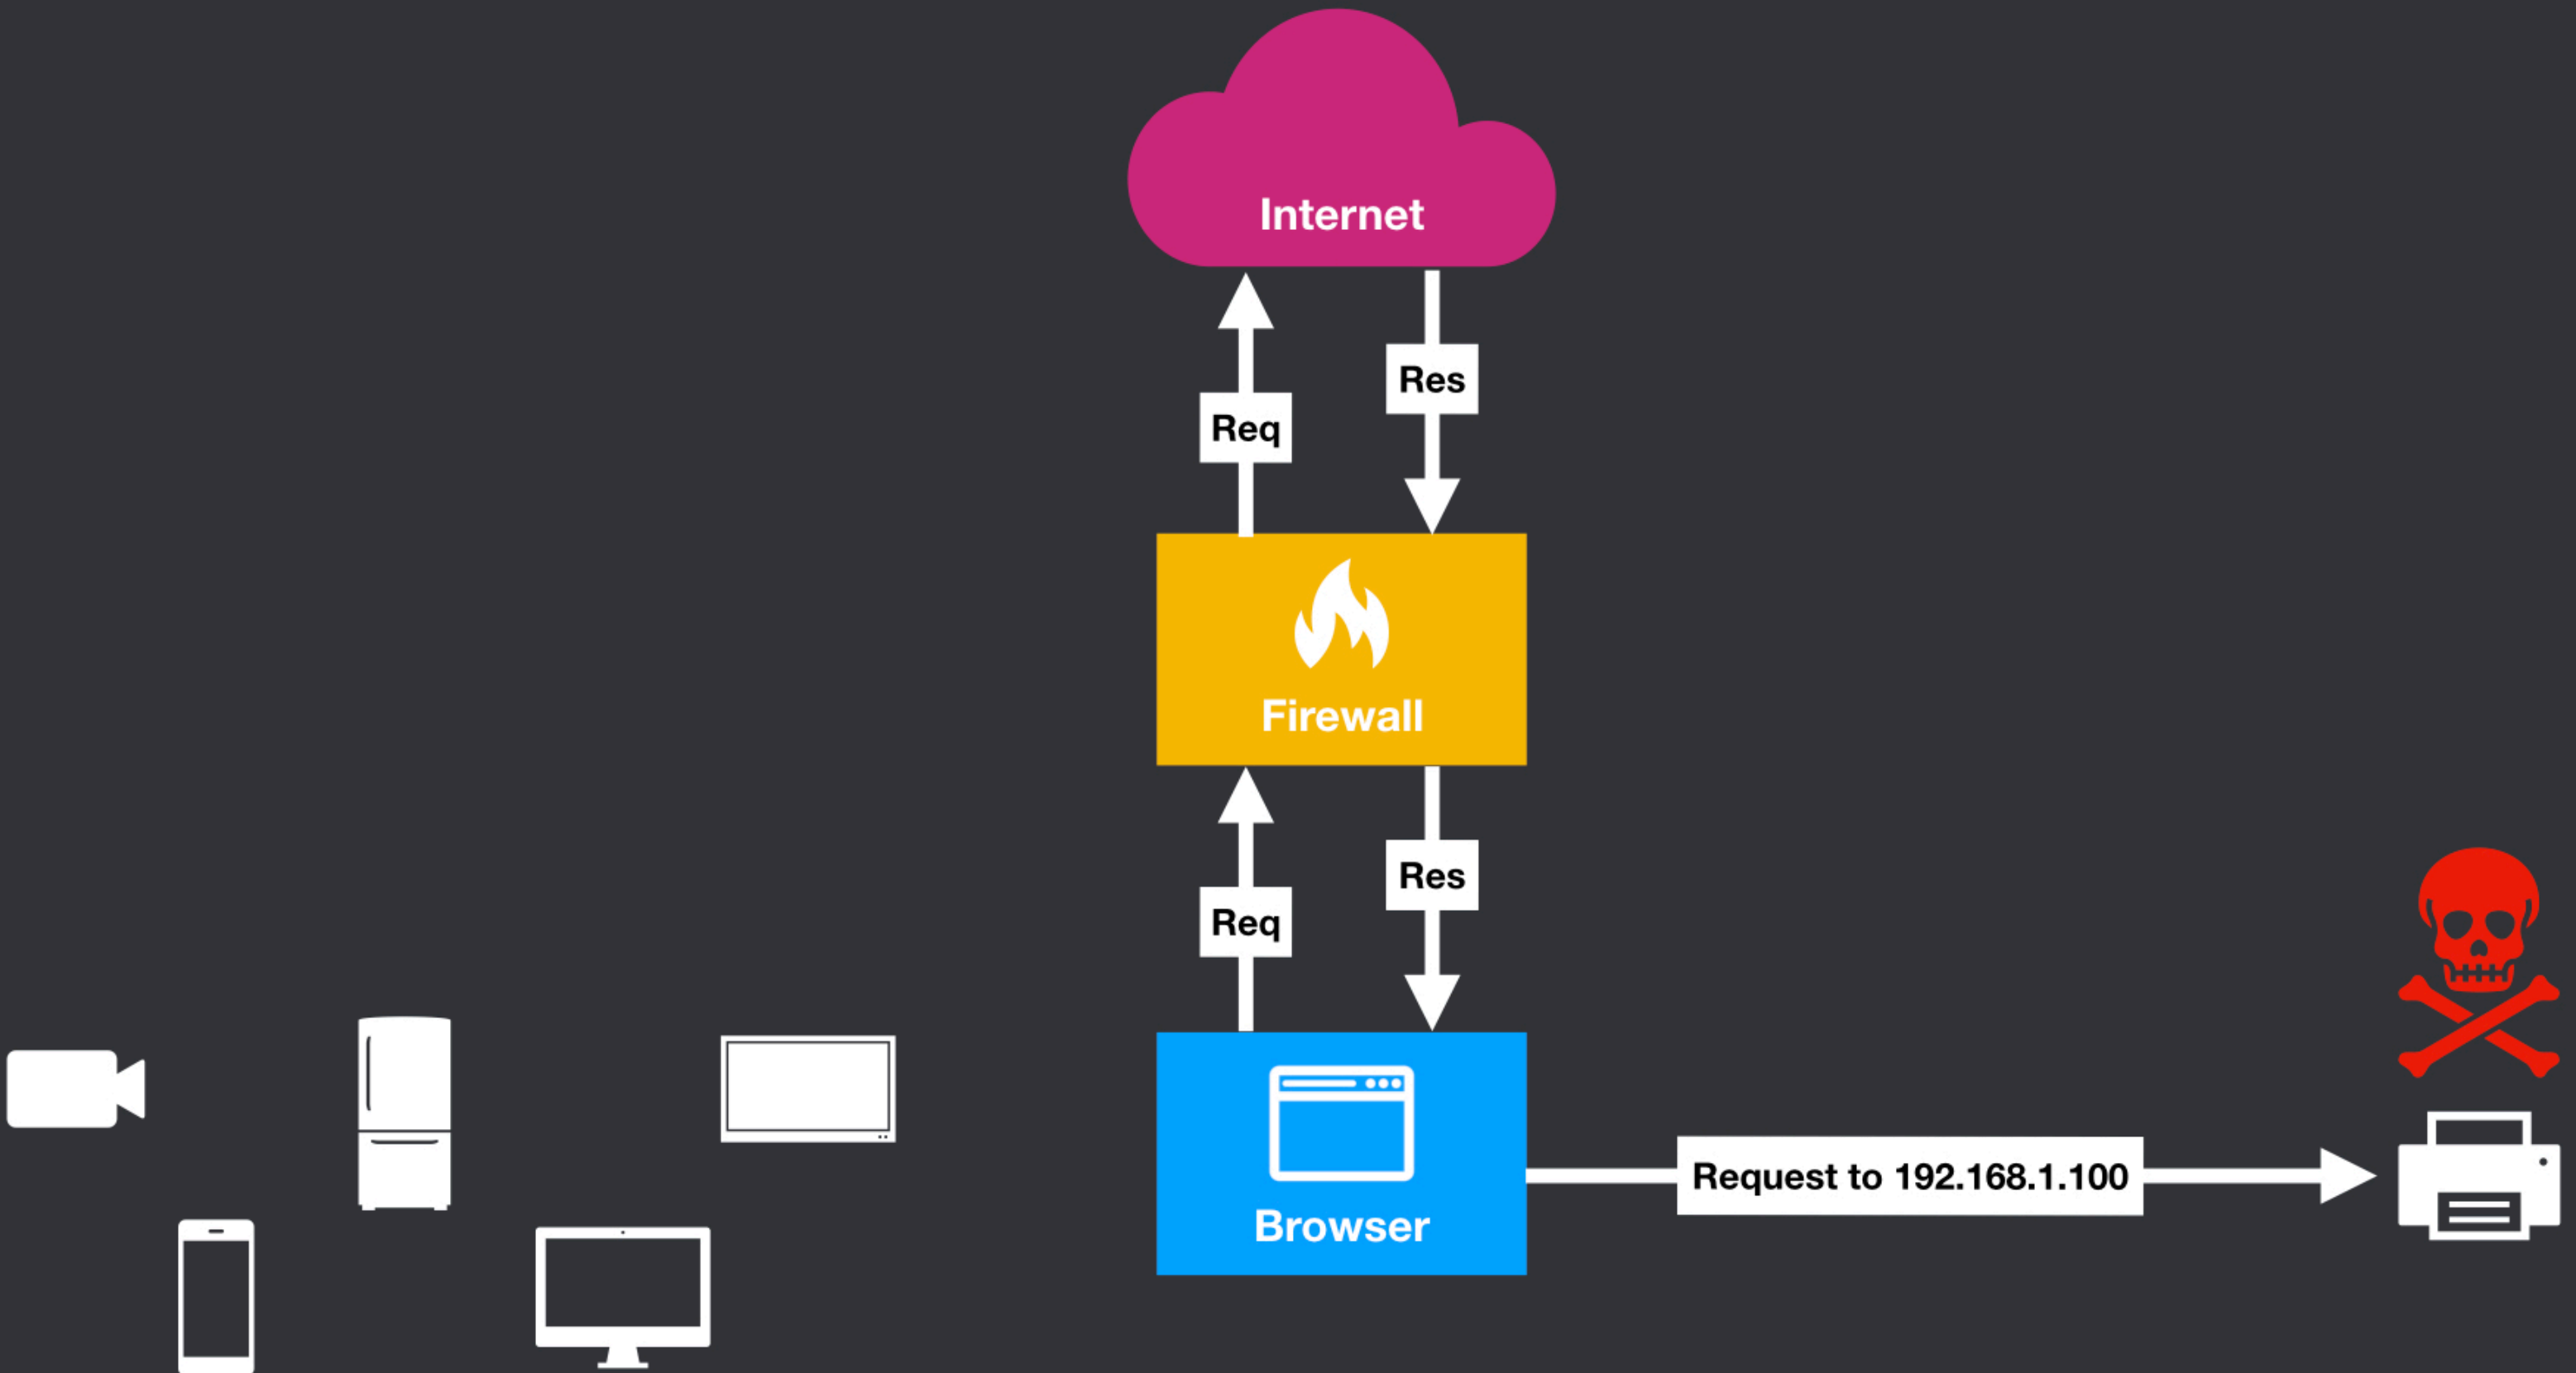 Internet
Res
Req
Firewall
Res
Req
Request to 192.168.1.100
Browser